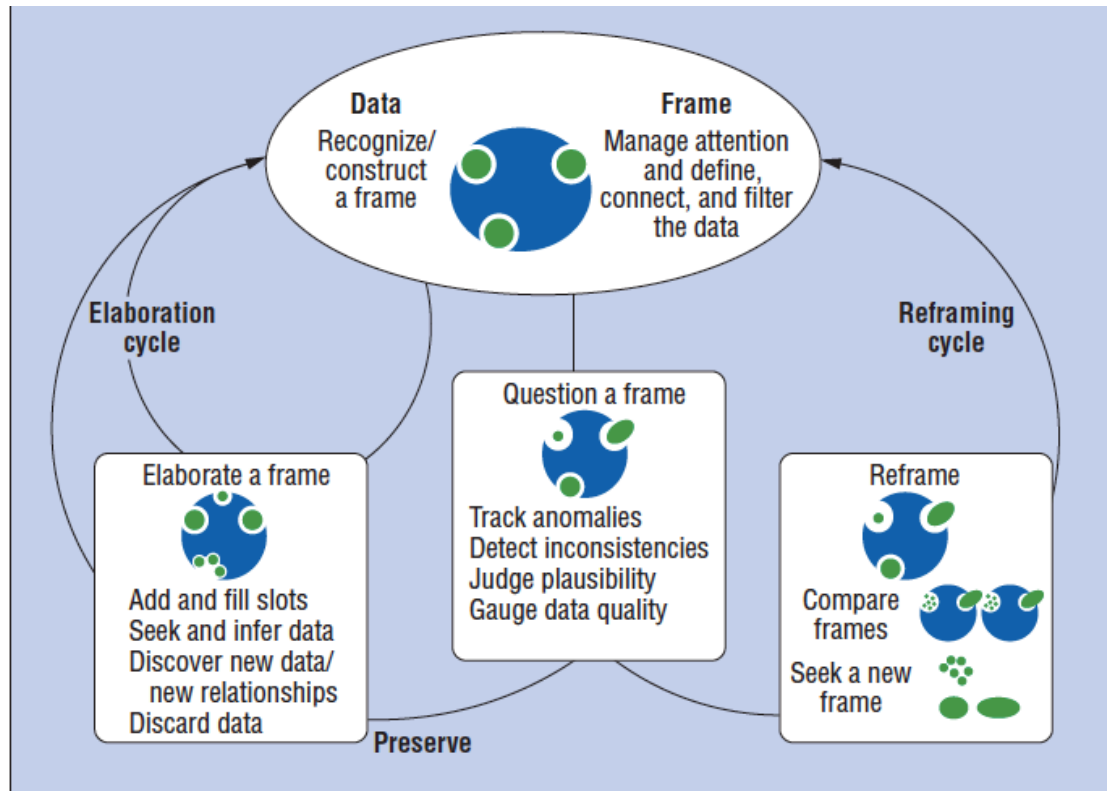 Data
Recognize/
construct
a frame
Frame
Manage attention
and define,
connect, and filter
the data
Elaboration
cycle
Reframing
cycle
Elaborate a frame
Add and fill slots
Seek and infer data
Discover new data/
new relationships
Discard data
Question a frame
Track anomalies
Detect inconsistencies
Judge plausibility
Gauge data quality
Reframe
Compare
frames
Seek a new
frame
Preserve